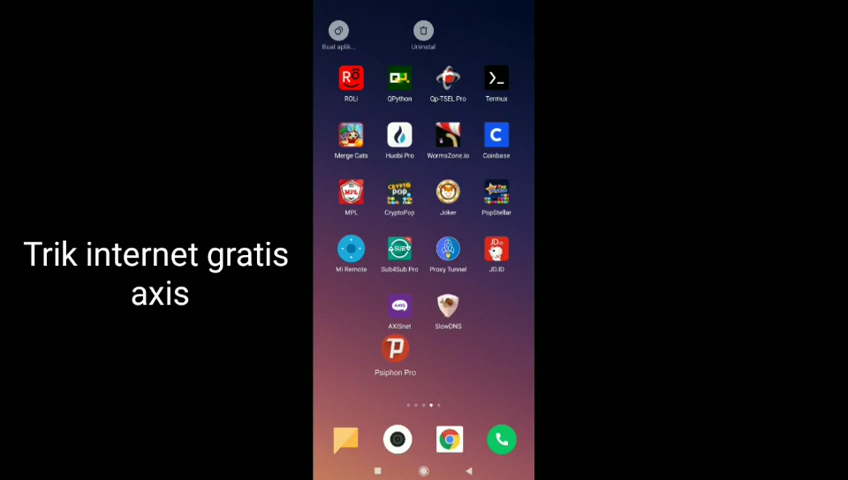 Buat aplik... Uninstal
ROLi QPython Qp-TSEL Pro Termux
Merge Cats Huobi Pro WormsZone.io Coinbase
MPL CryptoPop Joker PopStellar
Mi Remote Sub4Sub Pro Proxy Tunnel JD.ID
AXISnet SlowDNS
Psiphon Pro
Trik internet gratis
axis